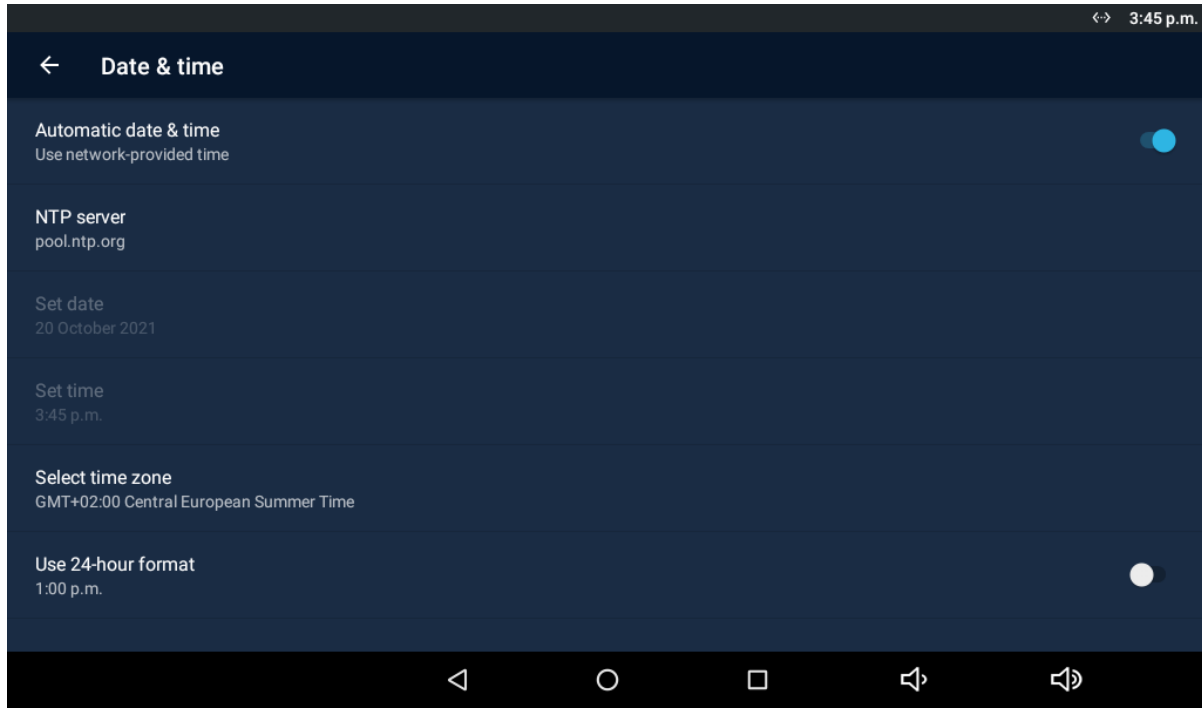 3:45 p.m.
Date & time
Automatic date & time
Use network-provided time
NTP server
pool.ntp.org
Set date
20 October 2021
Set time
3:45 p.m.
Select time zone
GMT+02:00 Central European Summer Time
Use 24-hour format
1:00 p.m.